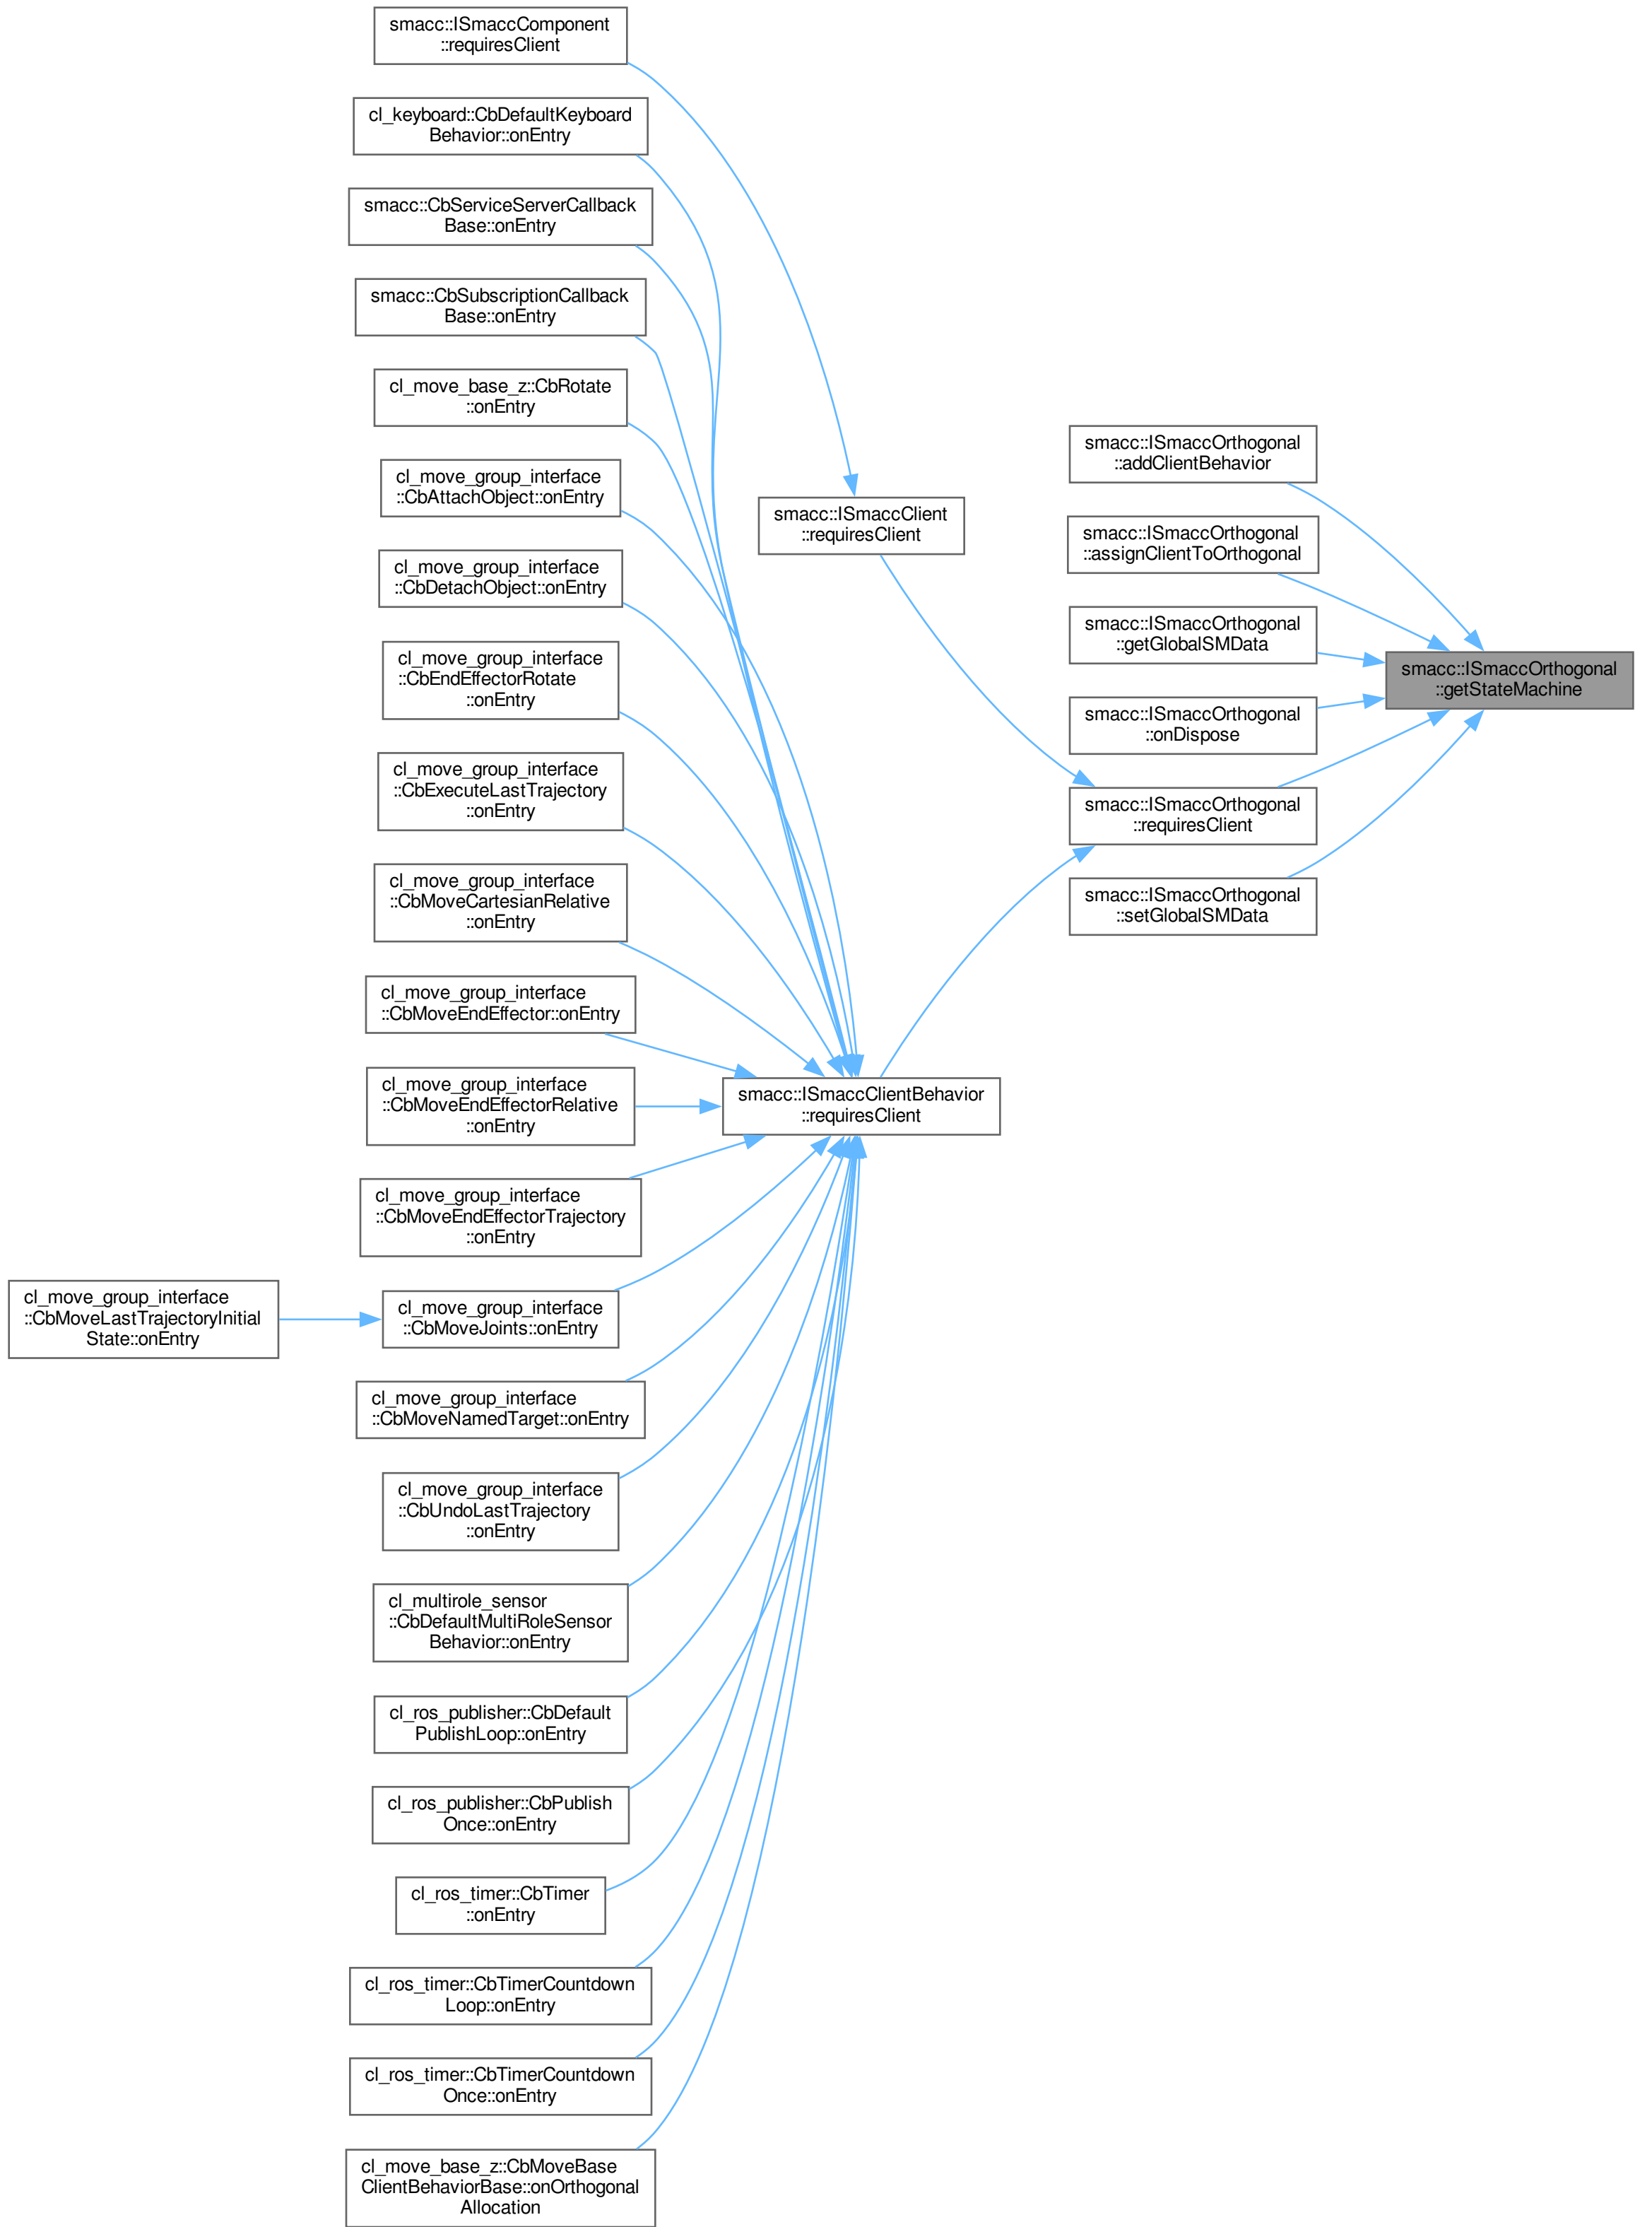 smacc::ISmaccComponent
::requiresClient
cl_keyboard::CbDefaultKeyboard
Behavior::onEntry
smacc::CbServiceServerCallback
Base::onEntry
smacc::CbSubscriptionCallback
Base::onEntry
cl_move_base_z::CbRotate
::onEntry
cl_move_group_interface
::CbAttachObject::onEntry
cl_move_group_interface
::CbDetachObject::onEntry
cl_move_group_interface
::CbEndEffectorRotate
::onEntry
cl_move_group_interface
::CbExecuteLastTrajectory
::onEntry
cl_move_group_interface
::CbMoveCartesianRelative
::onEntry
cl_move_group_interface
::CbMoveEndEffector::onEntry
cl_move_group_interface
::CbMoveEndEffectorRelative
::onEntry
cl_move_group_interface
::CbMoveEndEffectorTrajectory
::onEntry
cl_move_group_interface
::CbMoveLastTrajectoryInitial
State::onEntry
cl_move_group_interface
::CbMoveJoints::onEntry
cl_move_group_interface
::CbMoveNamedTarget::onEntry
cl_move_group_interface
::CbUndoLastTrajectory
::onEntry
cl_multirole_sensor
::CbDefaultMultiRoleSensor
Behavior::onEntry
cl_ros_publisher::CbDefault
PublishLoop::onEntry
cl_ros_publisher::CbPublish
Once::onEntry
cl_ros_timer::CbTimer
::onEntry
cl_ros_timer::CbTimerCountdown
Loop::onEntry
cl_ros_timer::CbTimerCountdown
Once::onEntry
cl_move_base_z::CbMoveBase
ClientBehaviorBase::onOrthogonal
Allocation
smacc::ISmaccClient
::requiresClient
smacc::ISmaccClientBehavior
::requiresClient
smacc::ISmaccOrthogonal
::addClientBehavior
smacc::ISmaccOrthogonal
::assignClientToOrthogonal
smacc::ISmaccOrthogonal
::getGlobalSMData
smacc::ISmaccOrthogonal
::onDispose
smacc::ISmaccOrthogonal
::requiresClient
smacc::ISmaccOrthogonal
::setGlobalSMData
smacc::ISmaccOrthogonal
::getStateMachine